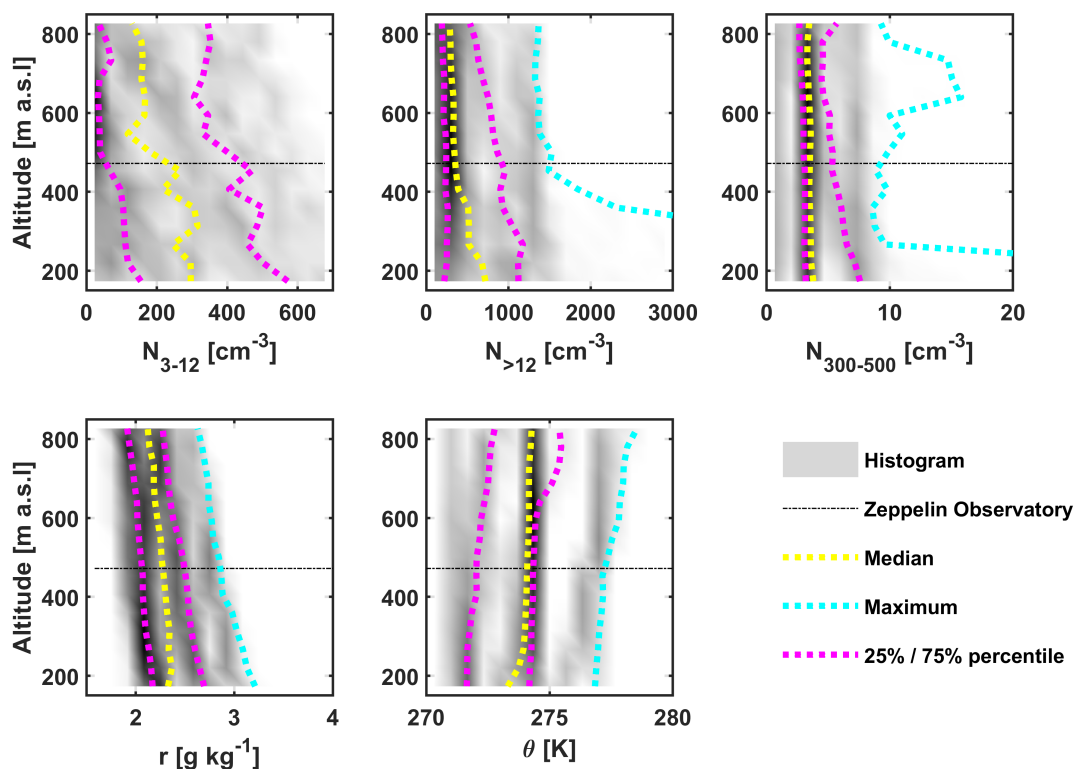 800
600
400
200
Altitude [m a.s.l]
0 200 400 600
N3-12 [cm-3]
0 1000 2000 3000
N>12 [cm-3]
800
600
400
200
0 10 20
N300-500 [cm-3]
800
600
400
200
Altitude [m a.s.l]
2 3 4
r [g kg-1]
800
600
400
200
270 275 280
θ [K]
800
600
400
200
Histogram
Zeppelin Observatory
Median
Maximum
25% / 75% percentile